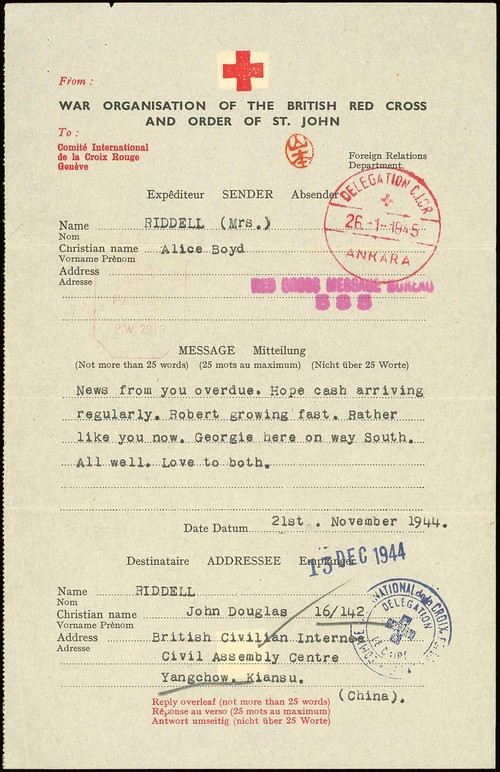 From :
WAR ORGANISATION OF THE BRITISH RED CROSS
AND ORDER OF ST. JOHN
To :
Comité International
de la Croix Rouge
Genève
Foreign Relations
Department.
DELEGATION C.I.C.R
26-1-1945
ANKARA
Expéditeur SENDER Absender
Name RIDDELL (Mrs.)
Nom
Christian name Alice Boyd
Vorname Prènom
Address
Adresse
RED CROSS MESSAGE BUREAU
P.W. 2813
MESSAGE Mitteilung
(Not more than 25 words) (25 mots au maximum) (Nicht über 25 Worte)
News from you overdue. Hope cash arriving
regularly. Robert growing fast. Rather
like you now. Georgie here on way South.
All well. Love to both.
Date Datum 21st. November 1944.
13 DEC 1944
Destinataire ADDRESSEE Empfänger
Name RIDDELL
Nom
Christian name John Douglas 16/142
Vorname Prènom
Address British Civilian Internee
Adresse Civil Assembly Centre
Yangchow. Kiansu.
(China).
DELEGATION
Reply overleaf (not more than 25 words)
Réponse au verso (25 mots au maximum)
Antwort umseitig (nicht über 25 Worte)